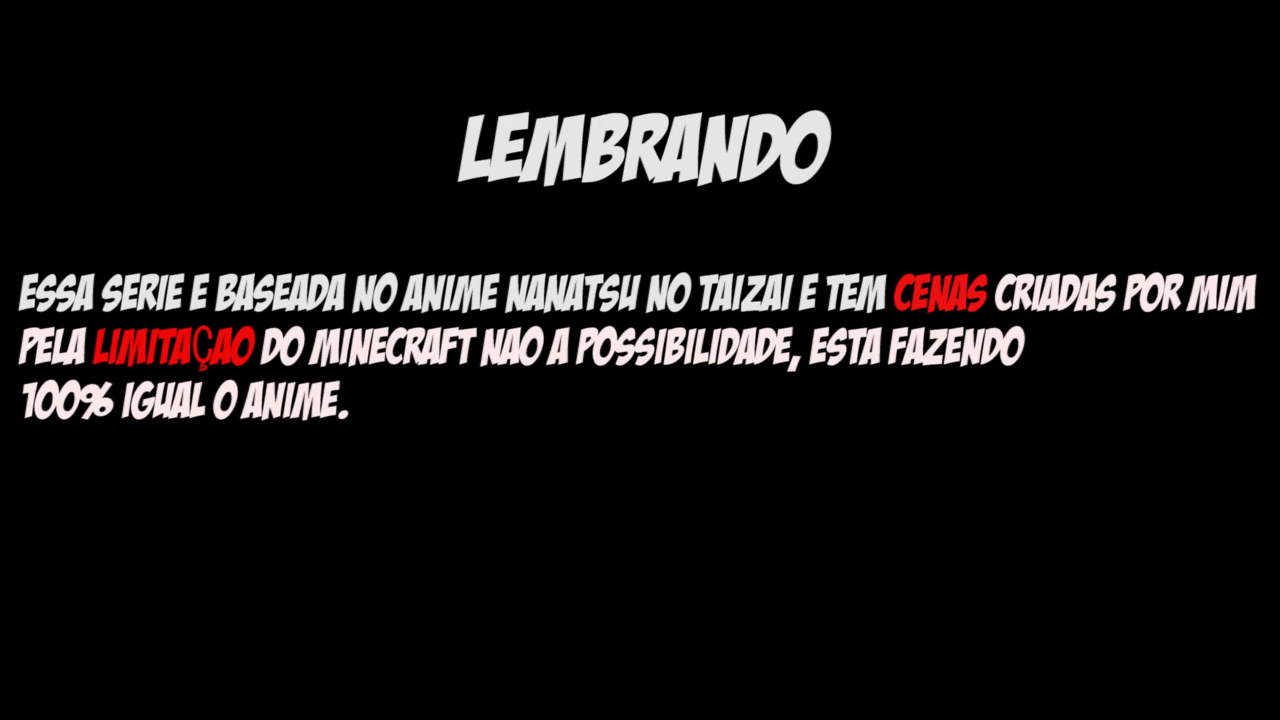 LEMBRANDO
ESSA SERIE E BASEADA NO ANIME NANATSU NO TAIZAI E TEM CENAS CRIADAS POR MIM
PELA LIMITAÇAO DO MINECRAFT NAO A POSSIBILIDADE, ESTA FAZENDO
100% IGUAL O ANIME.